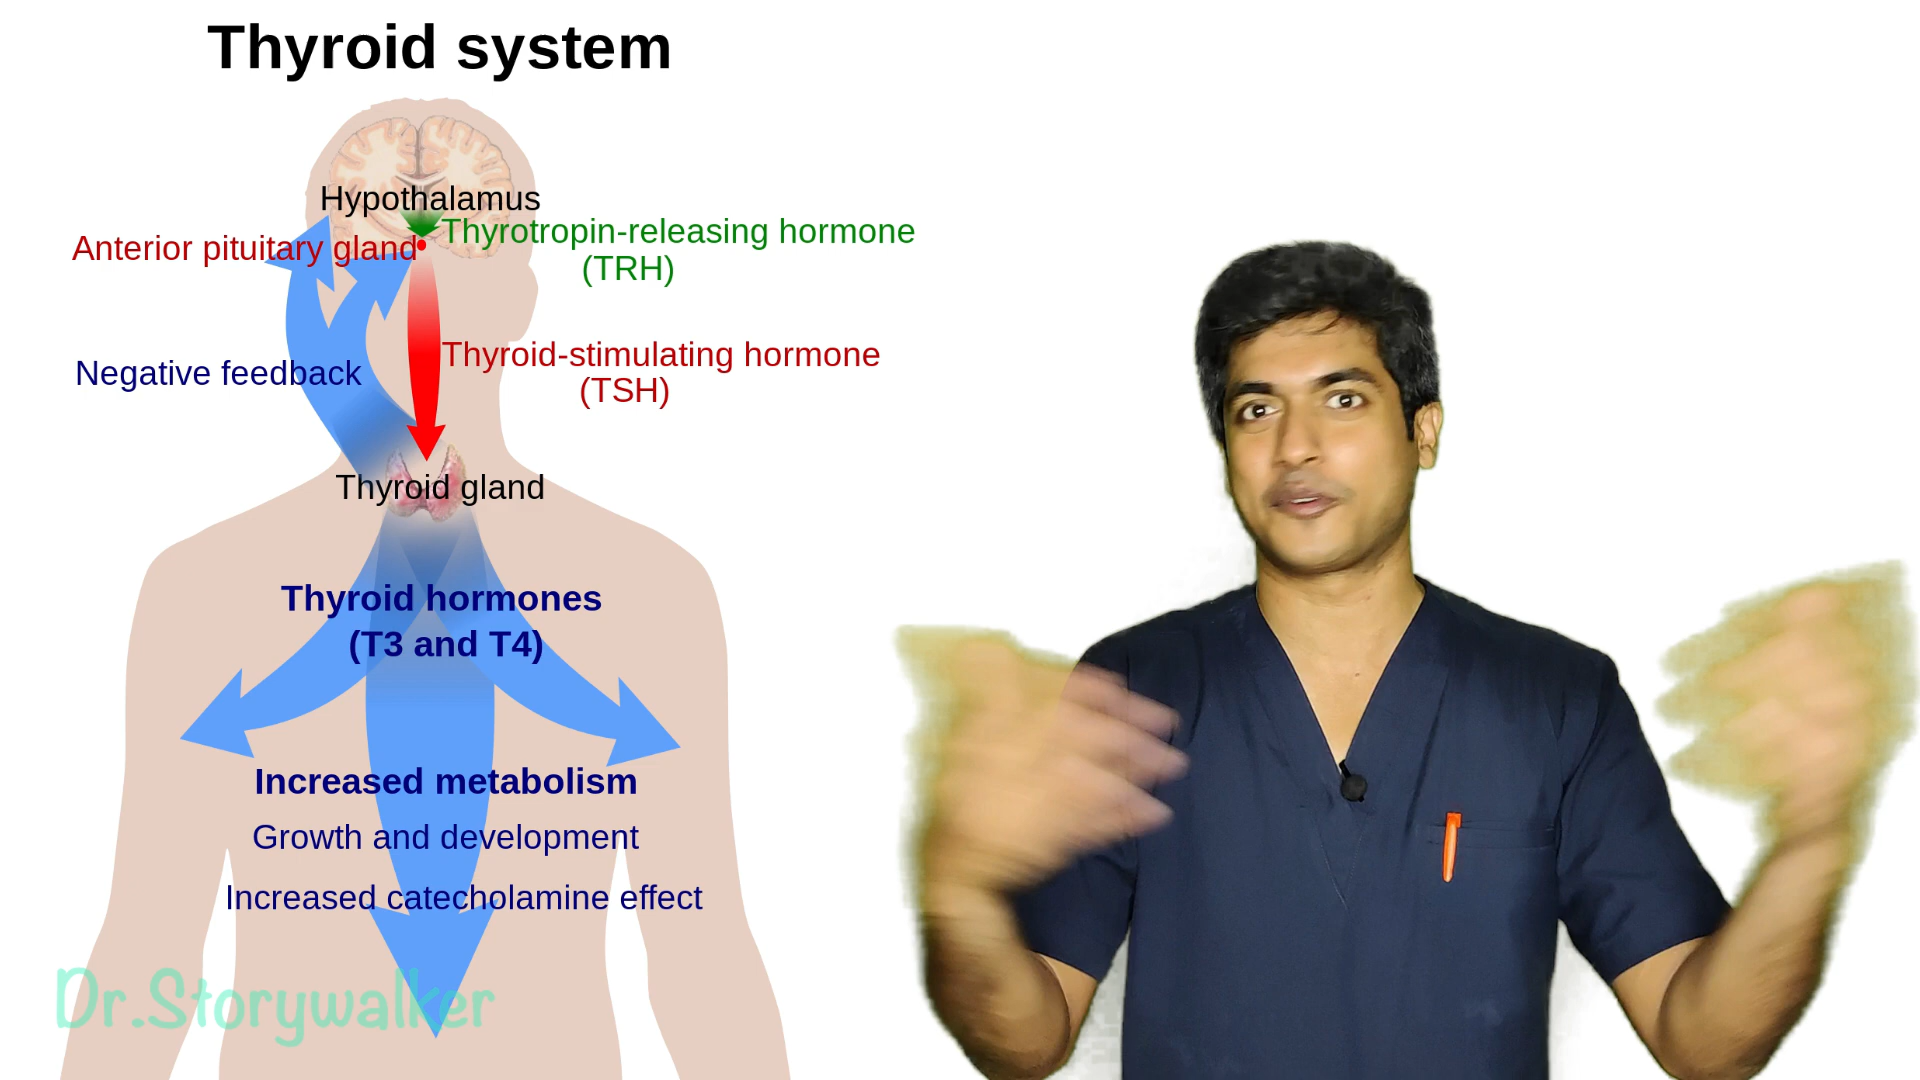 Thyroid system
Hypothalamus
Thyrotropin-releasing hormone
(TRH)
Anterior pituitary gland
Thyroid-stimulating hormone
(TSH)
Negative feedback
Thyroid gland
Thyroid hormones
(T3 and T4)
Increased metabolism
Growth and development
Increased catecholamine effect
Dr.Storywalker